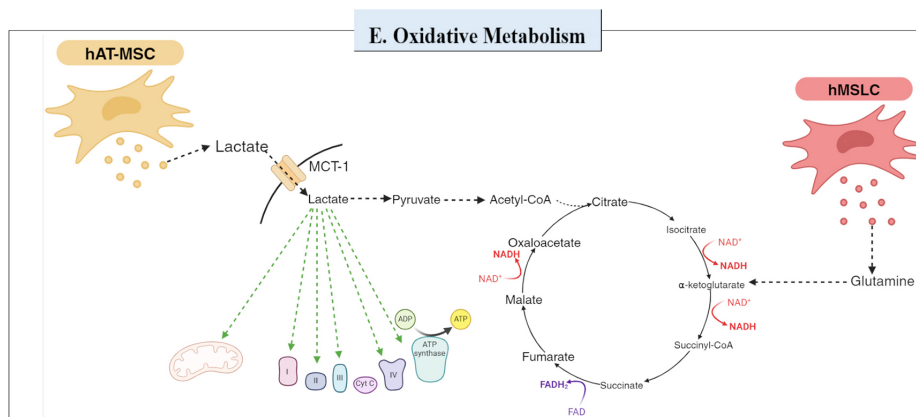 E. Oxidative Metabolism
hAT-MSC
hMSLC
Lactate
MCT-1
Lactate
Pyruvate
Acetyl-CoA
Citrate
Isocitrate
NAD⁺
NADH
α-ketoglutarate
Glutamine
NAD⁺
NADH
Succinyl-CoA
Succinate
FAD
FADH₂
Fumarate
Malate
NAD⁺
NADH
Oxaloacetate
ADP
ATP
ATP
synthase
I
II
III
Cyt C
IV